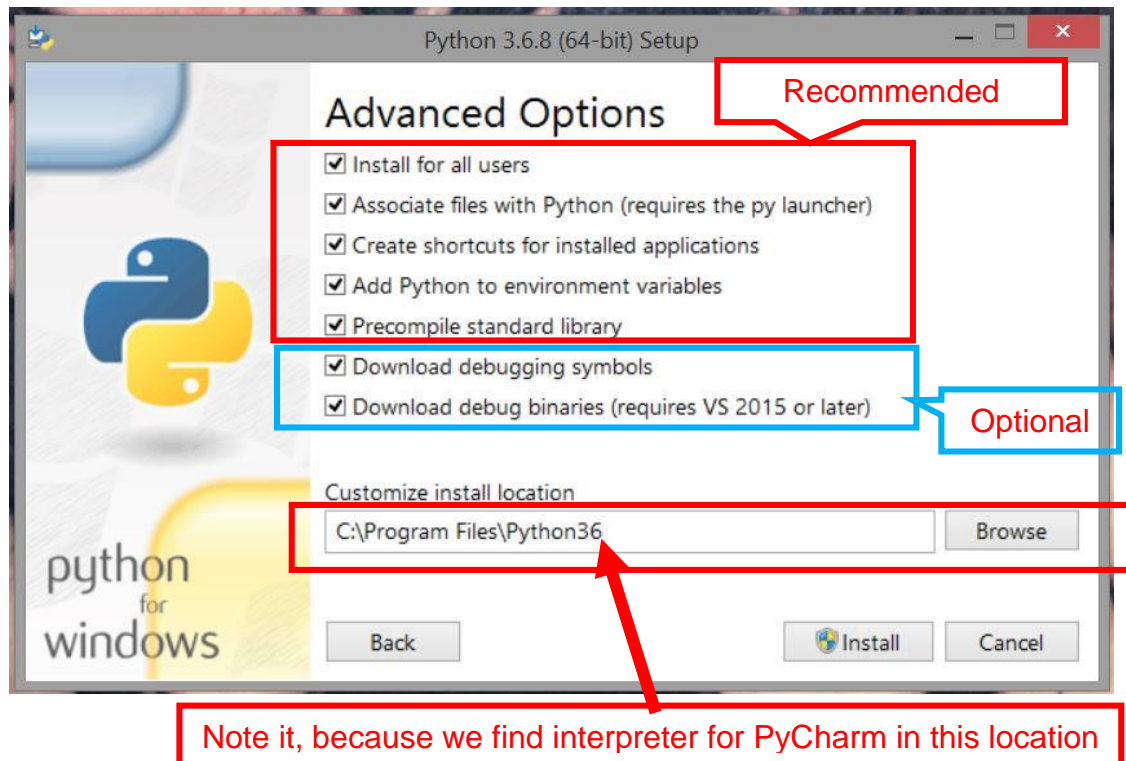 Python 3.6.8 (64-bit) Setup
Recommended
Advanced Options
Install for all users
Associate files with Python (requires the py launcher)
Create shortcuts for installed applications
Add Python to environment variables
Precompile standard library
Download debugging symbols
Download debug binaries (requires VS 2015 or later)
Optional
Customize install location
C:\Program Files\Python36
Browse
python
for
windows
Back
Install
Cancel
Note it, because we find interpreter for PyCharm in this location